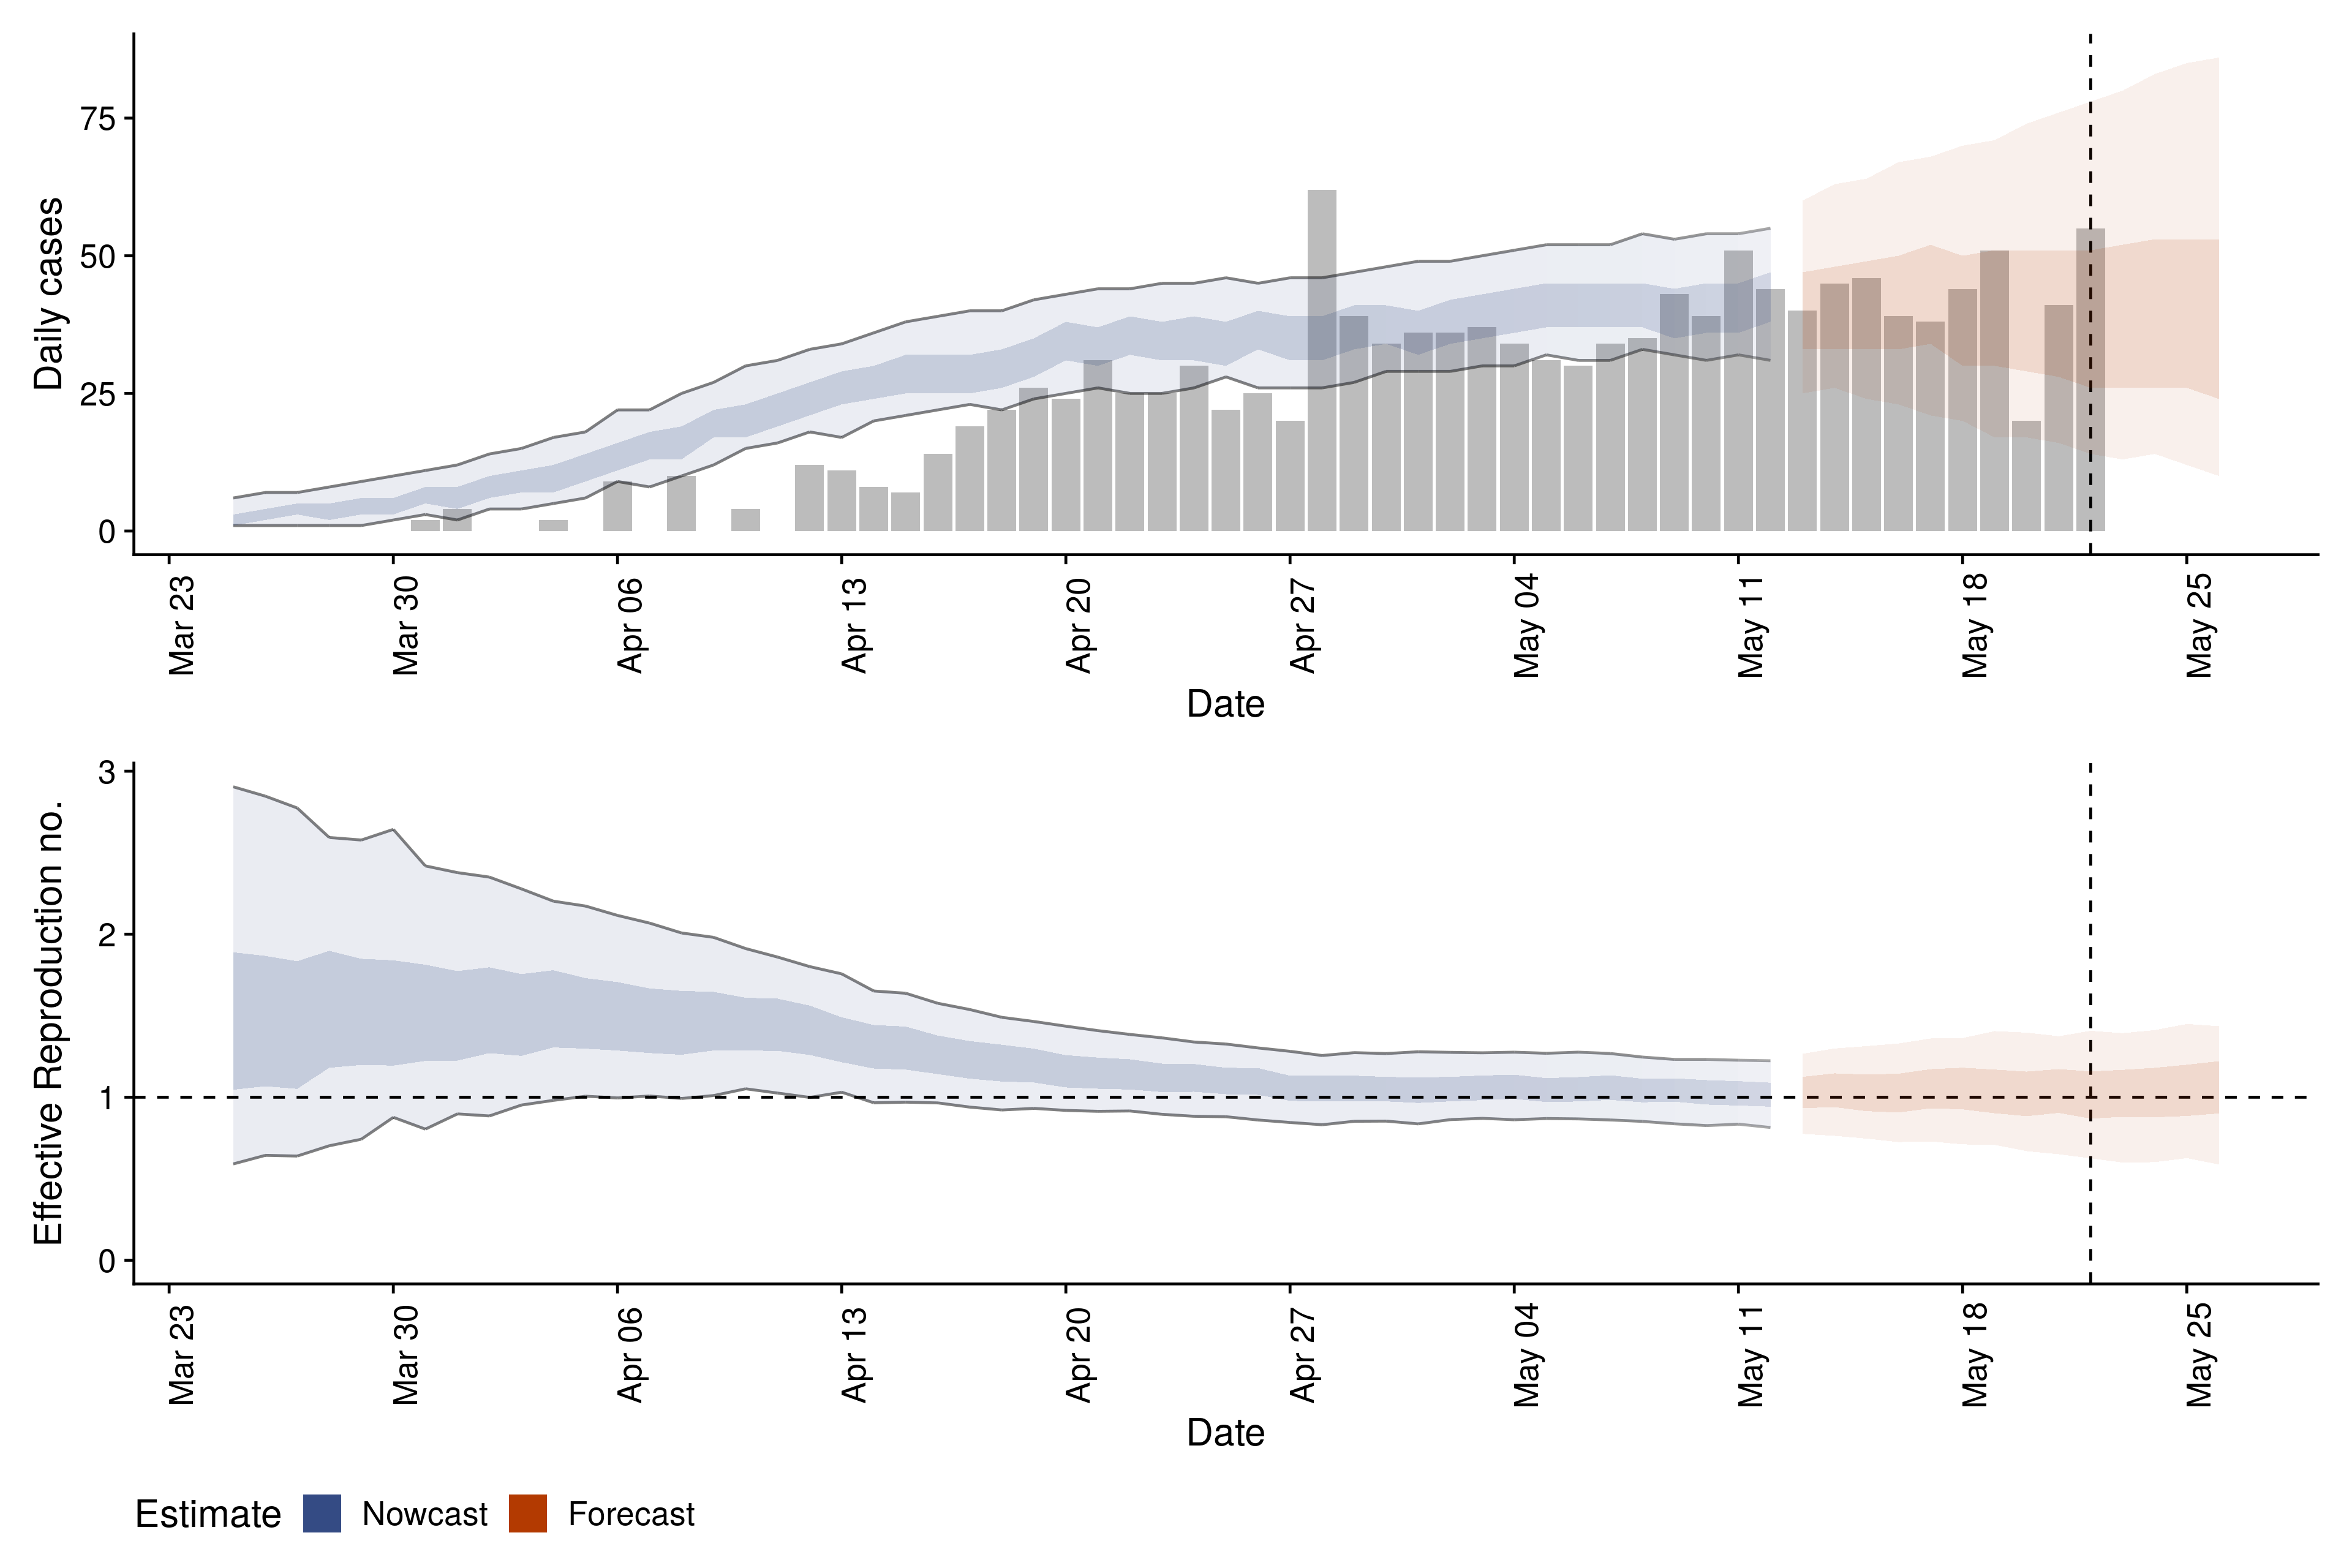 Daily cases
75
50
25
0
Mar 23
Mar 30
Apr 06
Apr 13
Apr 20
Apr 27
May 04
May 11
May 18
May 25
Date
Effective Reproduction no.
3
2
1
0
Mar 23
Mar 30
Apr 06
Apr 13
Apr 20
Apr 27
May 04
May 11
May 18
May 25
Date
Estimate Nowcast Forecast